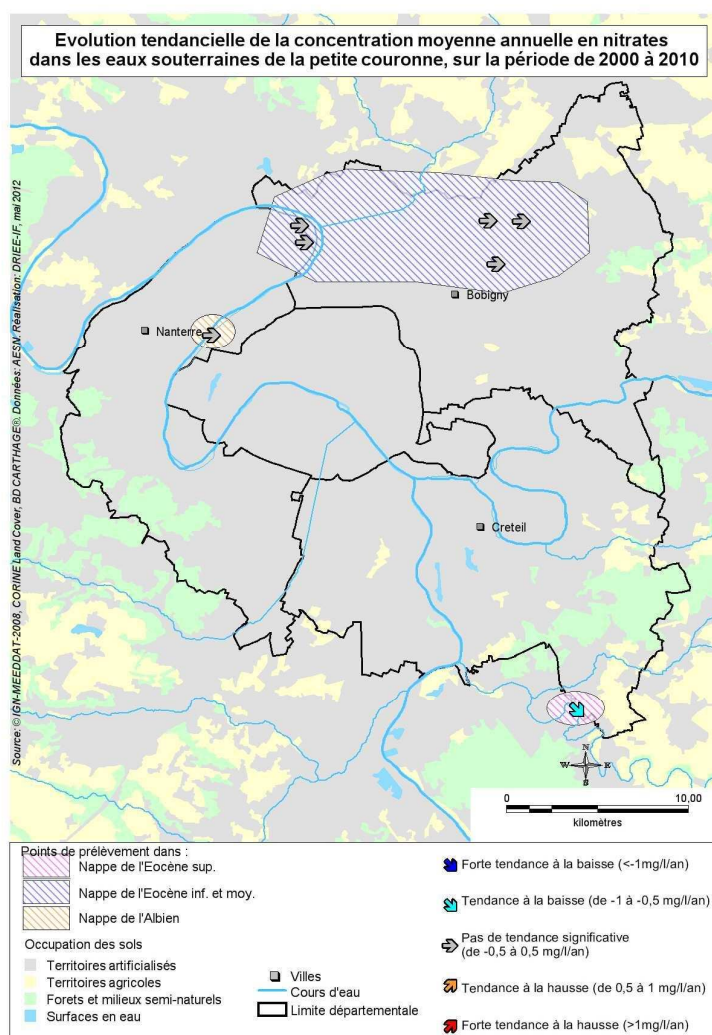 Evolution tendancielle de la concentration moyenne annuelle en nitrates
dans les eaux souterraines de la petite couronne, sur la période de 2000 à 2010
Source: © IGN-MEEDDAT-2008, CORINE Land Cover, BD CARTHAGE®. Données: AESN. Réalisation: DRIEE-IF, mai 2012
Bobigny
Nanterre
Creteil
N
W E
S
0 10,00
kilomètres
Points de prélèvement dans :
Nappe de l'Eocène sup.
Nappe de l'Eocène inf. et moy.
Nappe de l'Albien
Occupation des sols
Territoires artificialisés
Territoires agricoles
Forets et milieux semi-naturels
Surfaces en eau
Villes
Cours d'eau
Limite départementale
Forte tendance à la baisse (<-1mg/l/an)
Tendance à la baisse (de -1 à -0,5 mg/l/an)
Pas de tendance significative
(de -0,5 à 0,5 mg/l/an)
Tendance à la hausse (de 0,5 à 1 mg/l/an)
Forte tendance à la hausse (>1mg/l/an)